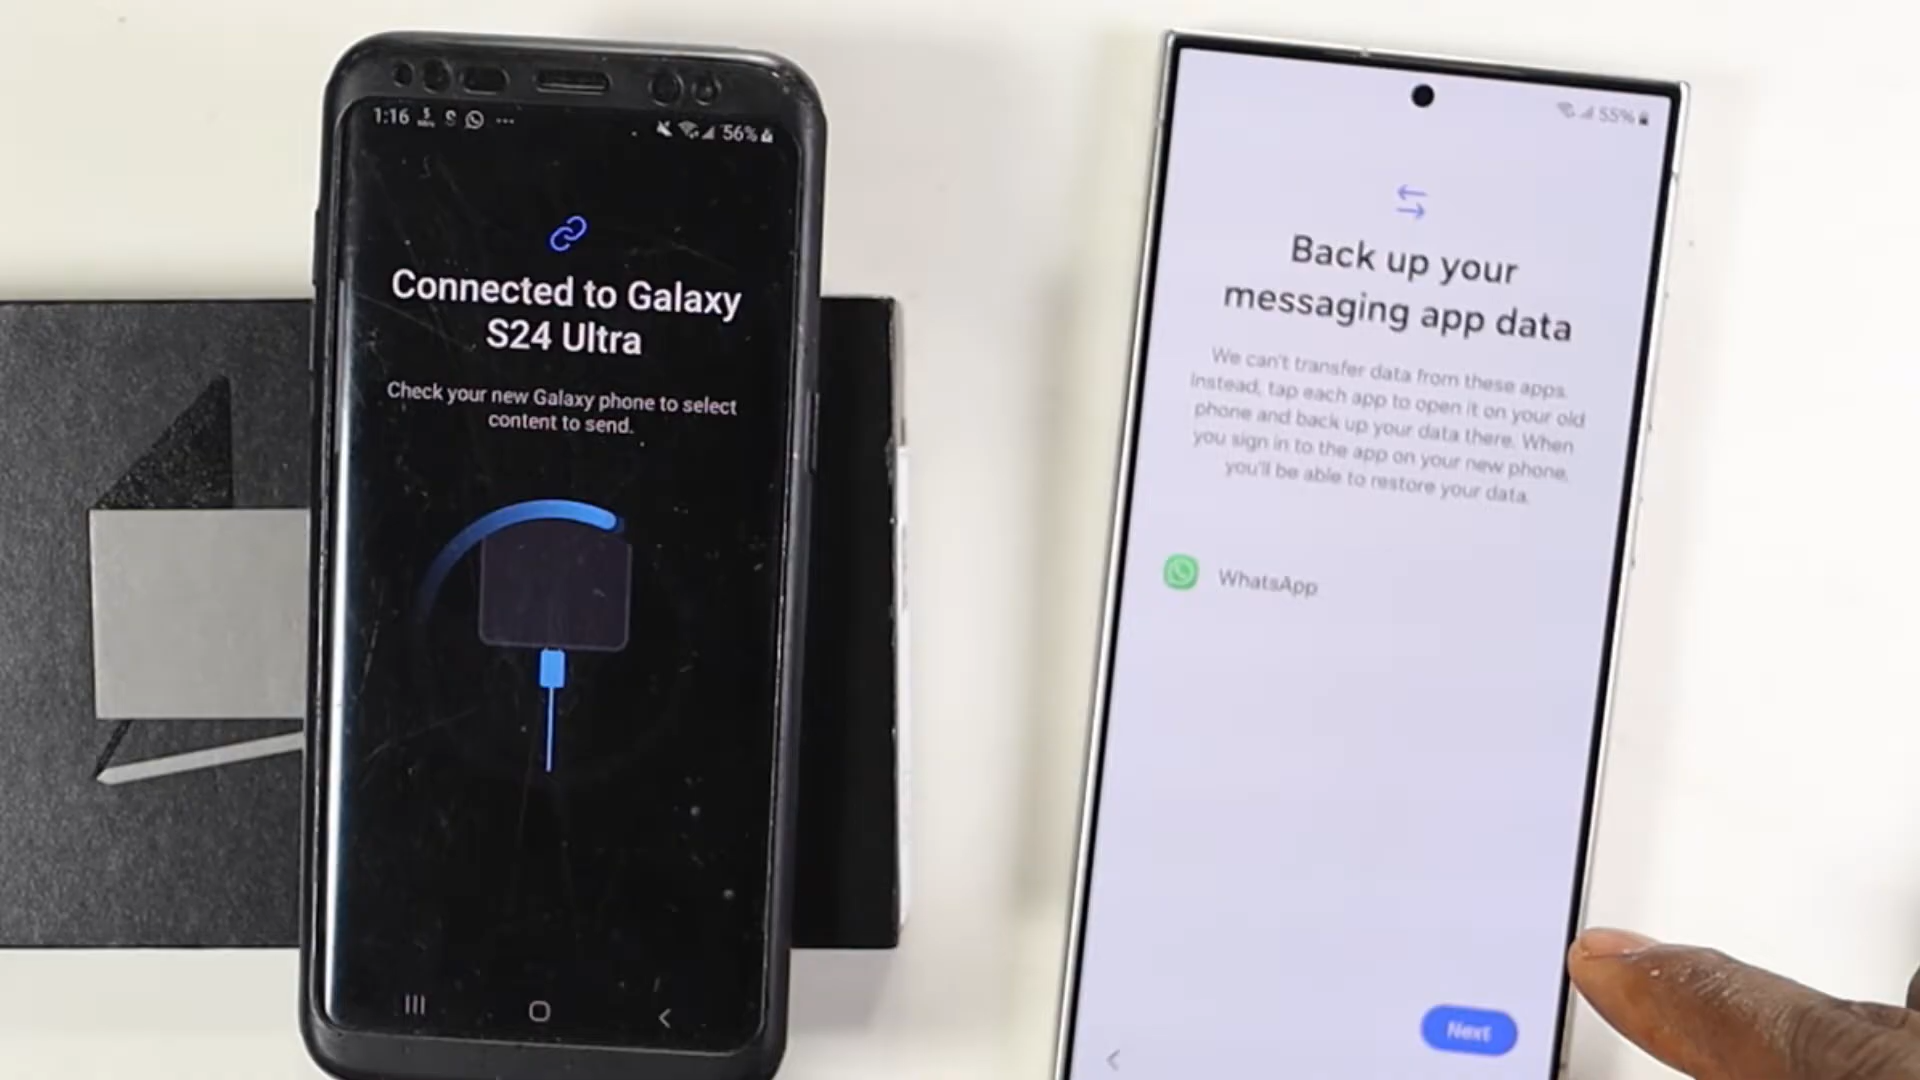 1:16
56%
Connected to Galaxy
S24 Ultra
Check your new Galaxy phone to select
content to send.
55%
Back up your
messaging app data
We can't transfer data from these apps.
Instead, tap each app to open it on your old
phone and back up your data there. When
you sign in to the app on your new phone,
you'll be able to restore your data.
WhatsApp
Next